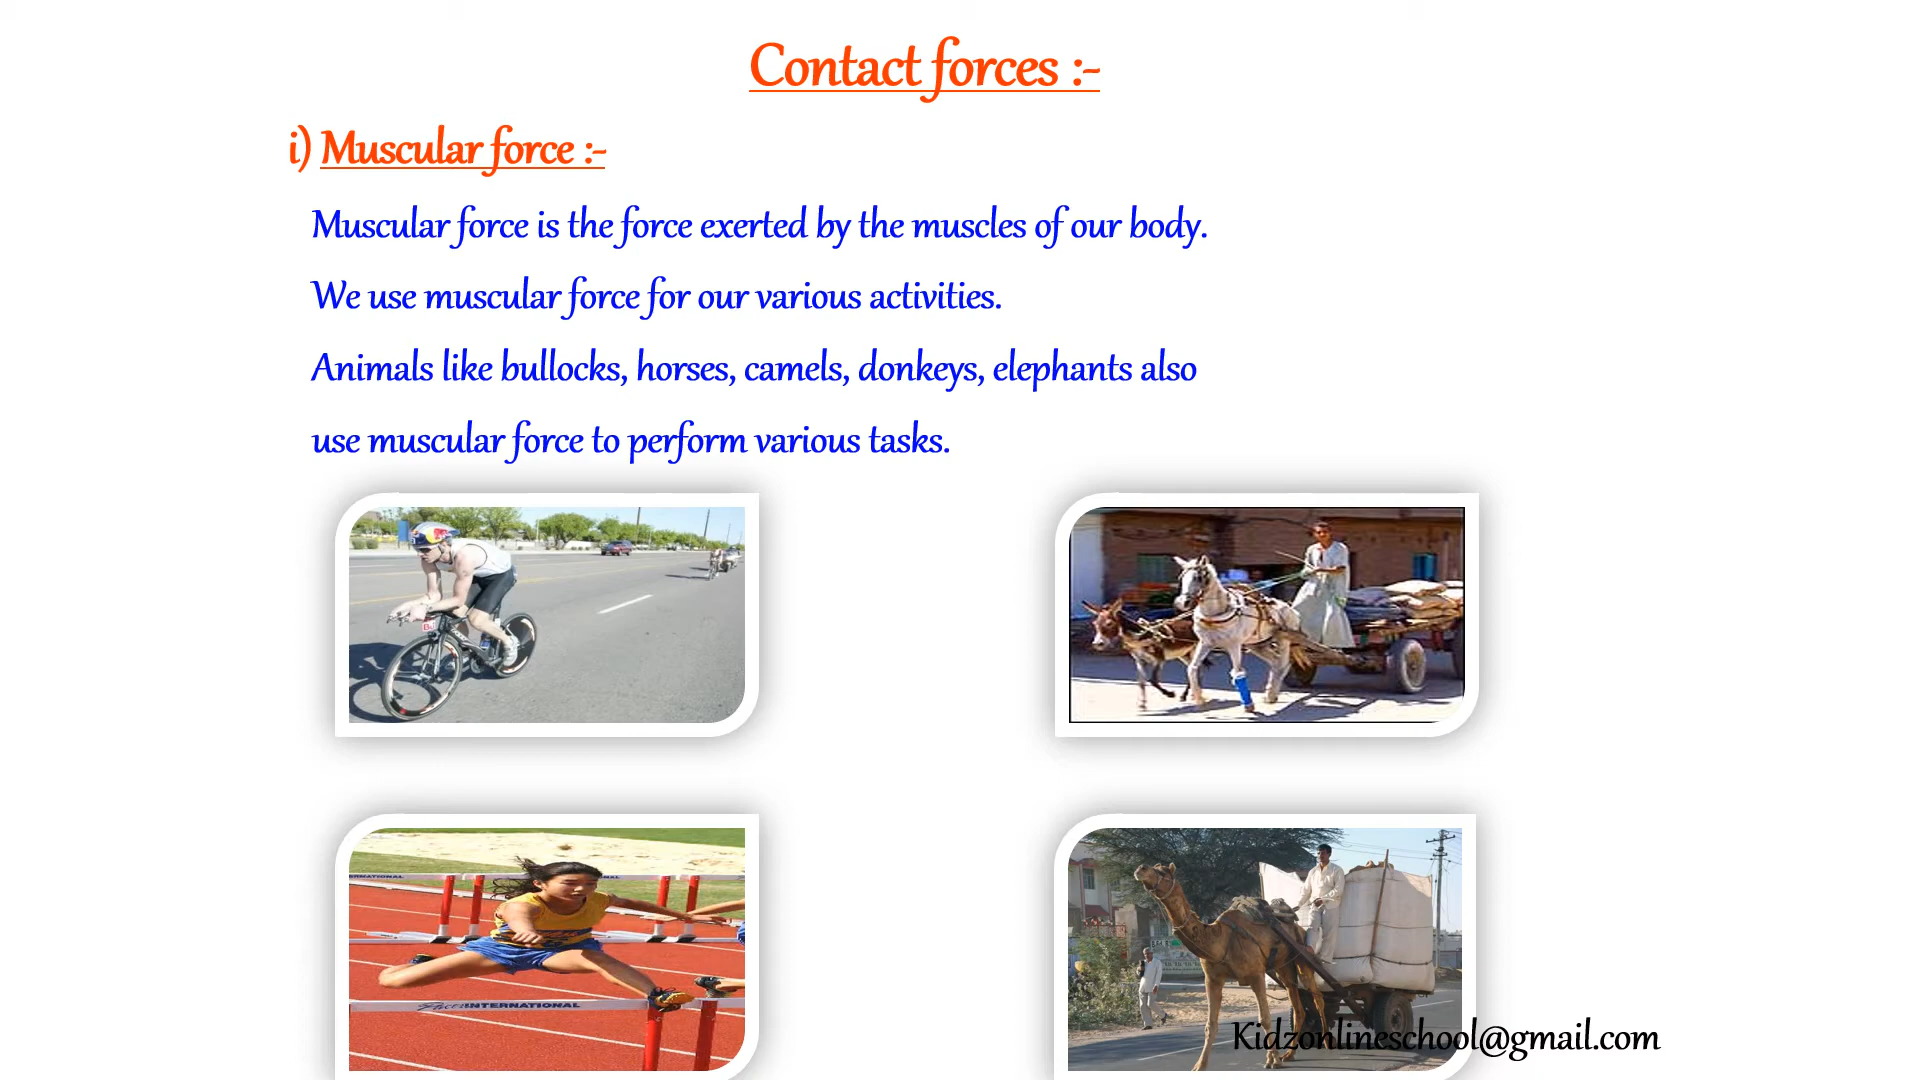 Contact forces :-
i) Muscular force :-
Muscular force is the force exerted by the muscles of our body.
We use muscular force for our various activities.
Animals like bullocks, horses, camels, donkeys, elephants also
use muscular force to perform various tasks.
INTERNATIONAL
Kidzonlineschool@gmail.com